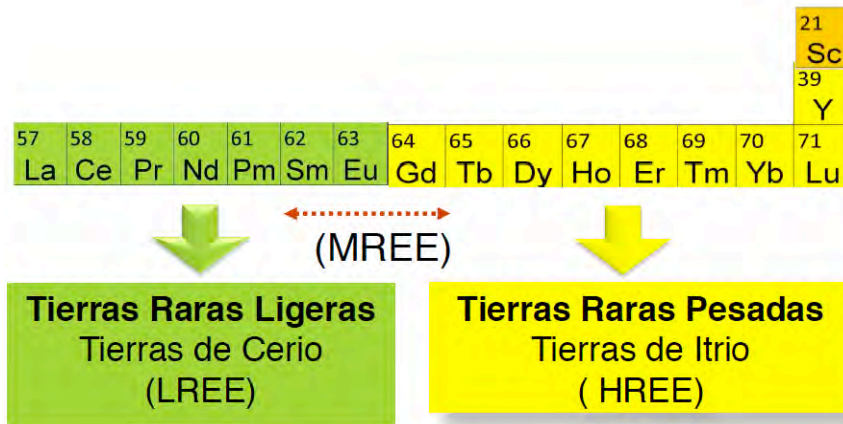 21
Sc
39
Y
57 58 59 60 61 62 63 64 65 66 67 68 69 70 71
La Ce Pr Nd Pm Sm Eu Gd Tb Dy Ho Er Tm Yb Lu
(MREE)
Tierras Raras Ligeras
Tierras de Cerio
(LREE)
Tierras Raras Pesadas
Tierras de Itrio
( HREE)